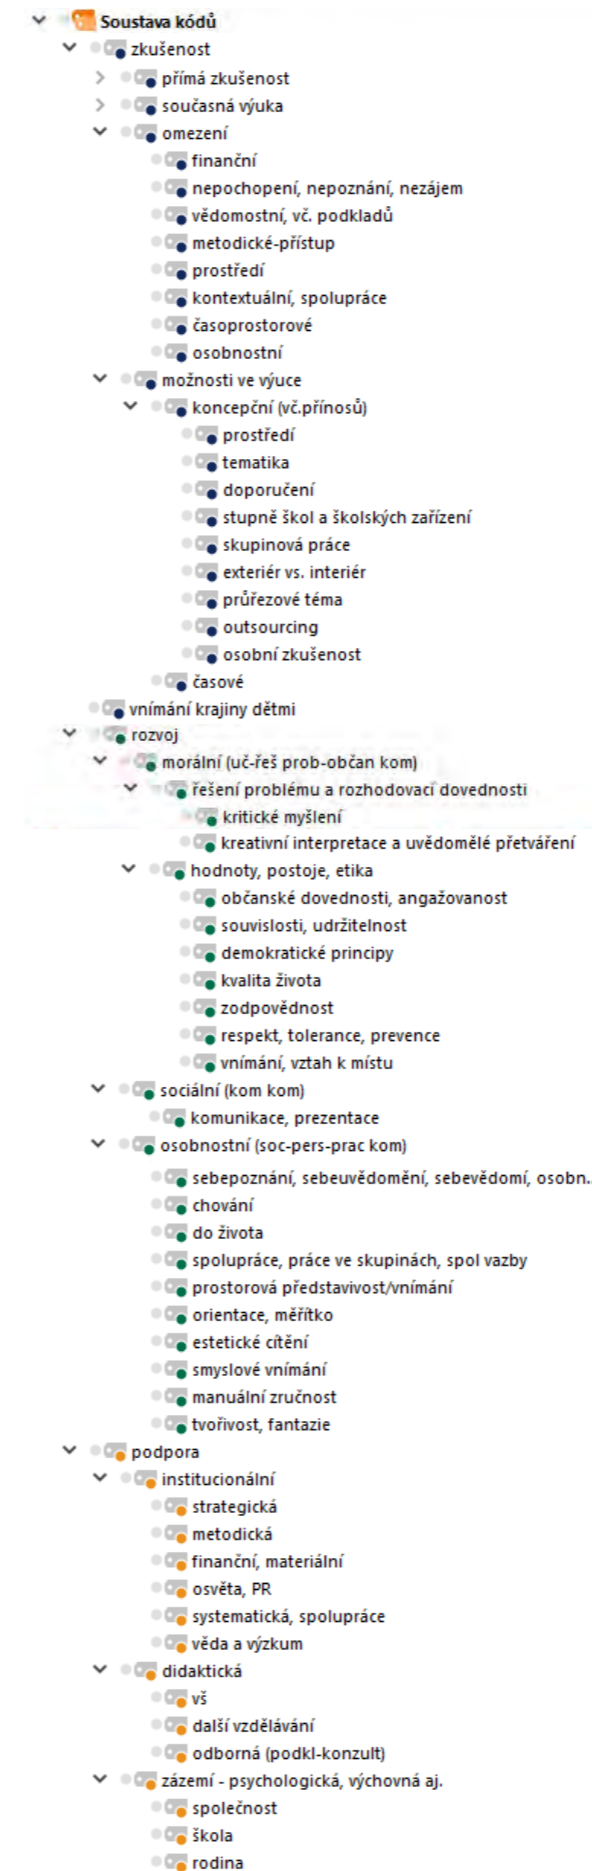 Soustava kódů
zkušenost
přímá zkušenost
současná výuka
omezení
finanční
nepochopení, nepoznání, nezájem
vědomostní, vč. podkladů
metodické-přístup
prostředí
kontextuální, spolupráce
časoprostorové
osobnostní
možnosti ve výuce
koncepční (vč.přínosů)
prostředí
tematika
doporučení
stupně škol a školských zařízení
skupinová práce
exteriér vs. interiér
průřezové téma
outsourcing
osobní zkušenost
časové
vnímání krajiny dětmi
rozvoj
morální (uč-řeš prob-občan kom)
řešení problému a rozhodovací dovednosti
kritické myšlení
kreativní interpretace a uvědomělé přetváření
hodnoty, postoje, etika
občanské dovednosti, angažovanost
souvislosti, udržitelnost
demokratické principy
kvalita života
zodpovědnost
respekt, tolerance, prevence
vnímání, vztah k místu
sociální (kom kom)
komunikace, prezentace
osobnostní (soc-pers-prac kom)
sebepoznání, sebeuvědomění, sebevědomí, osobn..
chování
do života
spolupráce, práce ve skupinách, spol vazby
prostorová představivost/vnímání
orientace, měřítko
estetické cítění
smyslové vnímání
manuální zručnost
tvořivost, fantazie
podpora
institucionální
strategická
metodická
finanční, materiální
osvěta, PR
systematická, spolupráce
věda a výzkum
didaktická
vš
další vzdělávání
odborná (podkl-konzult)
zázemí - psychologická, výchovná aj.
společnost
škola
rodina